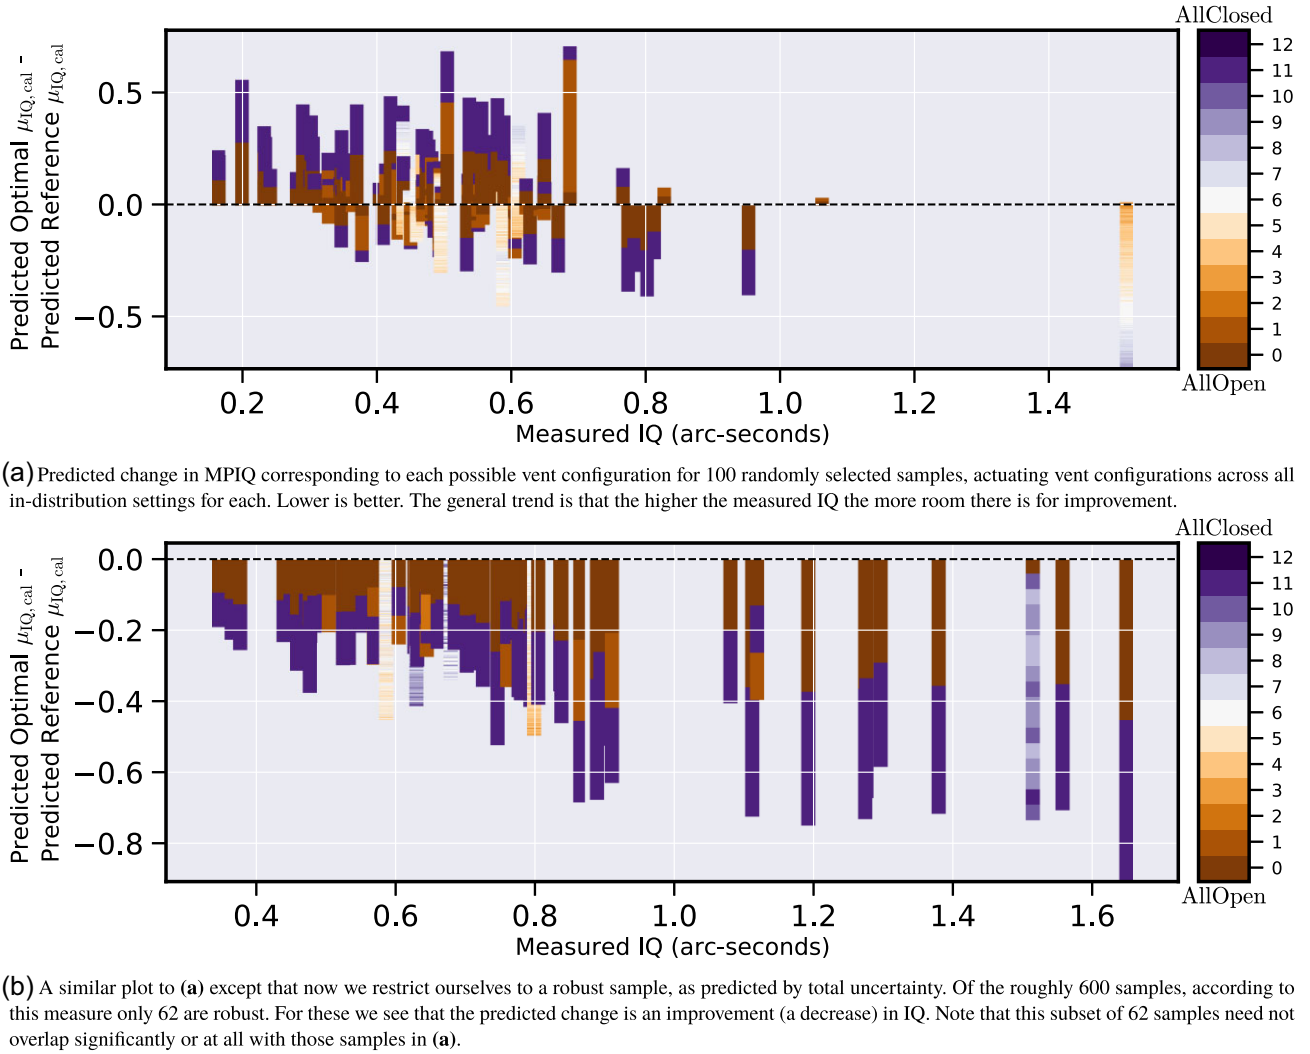 AllClosed
Predicted Optimal μIQ,cal −
Predicted Reference μIQ,cal
0.5
0.0
−0.5
12
11
10
9
8
7
6
5
4
3
2
1
0
AllOpen
0.2 0.4 0.6 0.8 1.0 1.2 1.4
Measured IQ (arc-seconds)
(a) Predicted change in MPIQ corresponding to each possible vent configuration for 100 randomly selected samples, actuating vent configurations across all
in-distribution settings for each. Lower is better. The general trend is that the higher the measured IQ the more room there is for improvement.
AllClosed
Predicted Optimal μIQ,cal −
Predicted Reference μIQ,cal
0.0
−0.2
−0.4
−0.6
−0.8
12
11
10
9
8
7
6
5
4
3
2
1
0
AllOpen
0.4 0.6 0.8 1.0 1.2 1.4 1.6
Measured IQ (arc-seconds)
(b) A similar plot to (a) except that now we restrict ourselves to a robust sample, as predicted by total uncertainty. Of the roughly 600 samples, according to
this measure only 62 are robust. For these we see that the predicted change is an improvement (a decrease) in IQ. Note that this subset of 62 samples need not
overlap significantly or at all with those samples in (a).